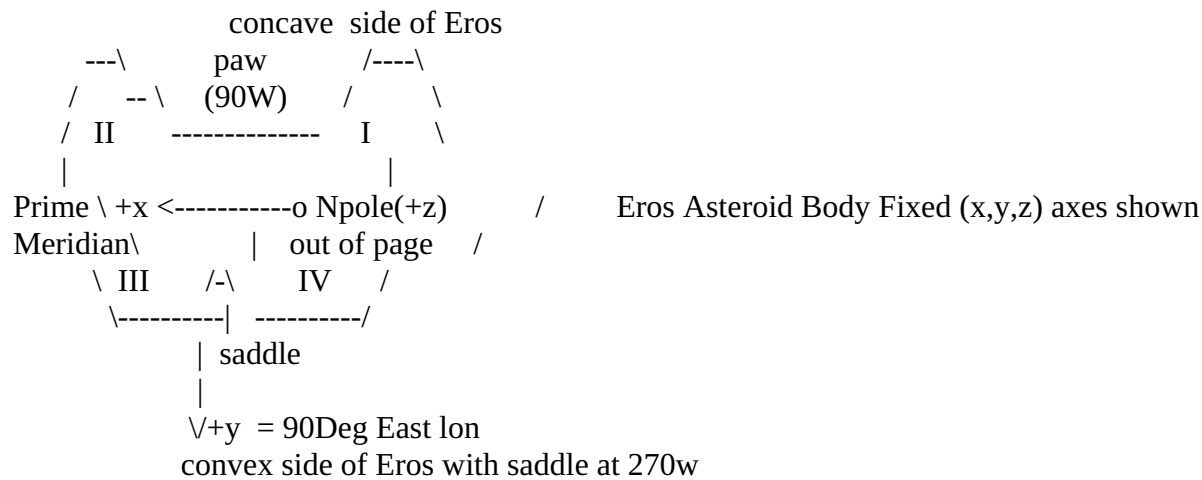 concave side of Eros
---\ paw /----\
/ -- \ (90W) / \
/ II -------------- I \
| |
Prime \ +x <-----------o Npole(+z) / Eros Asteroid Body Fixed (x,y,z) axes shown
Meridian\ | out of page /
\ III /-\ IV /
\----------| ----------/
| saddle
|
\/+y = 90Deg East lon
convex side of Eros with saddle at 270w